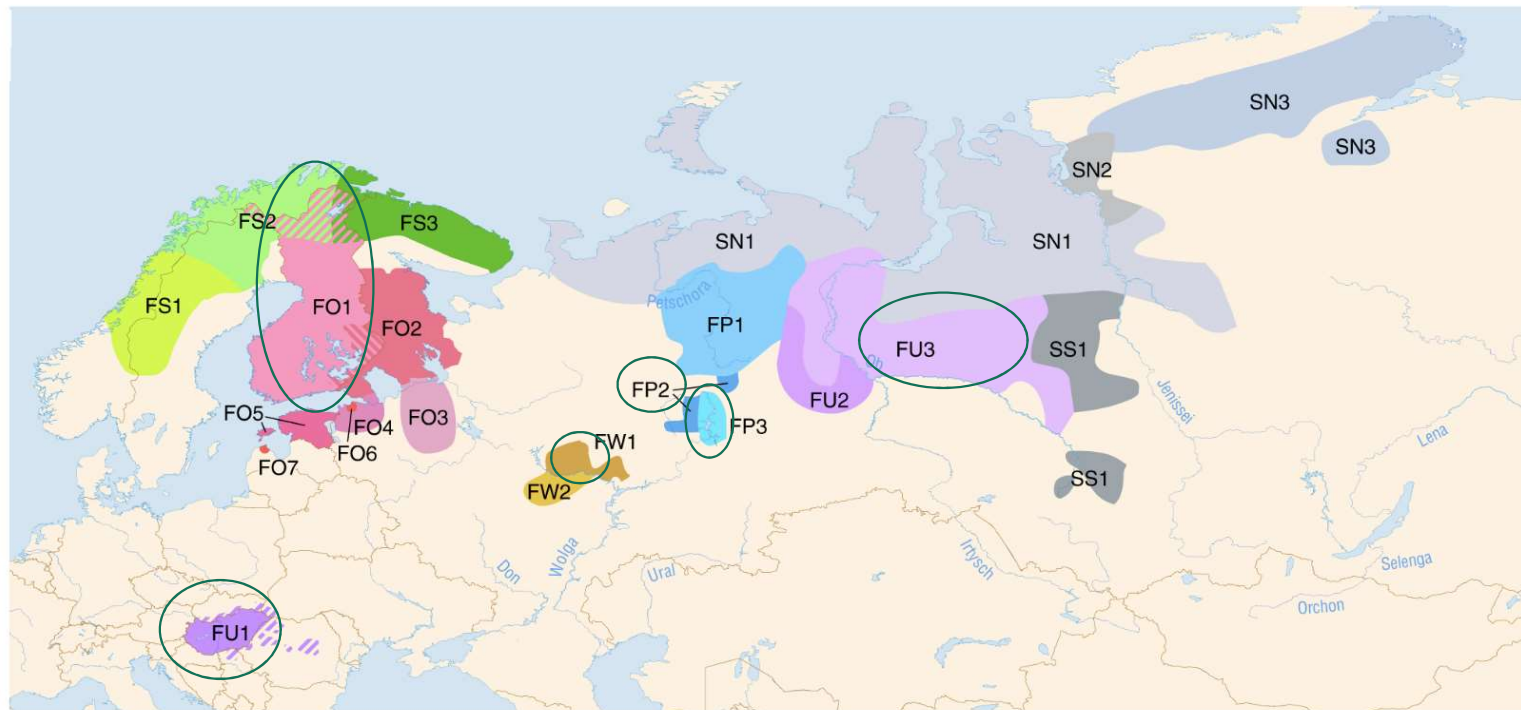 SN3
SN3
SN2
FS2
FS3
SN1
SN1
Petschora
FS1
FO1
FO2
FP1
FU3
SS1
Ob
Jenissei
FP2
FU2
FO5
FO4
FO3
FP3
FO6
FW1
FO7
Lena
FW2
SS1
Don
Wolga
Ural
Irtysch
Selenga
Orchon
FU1